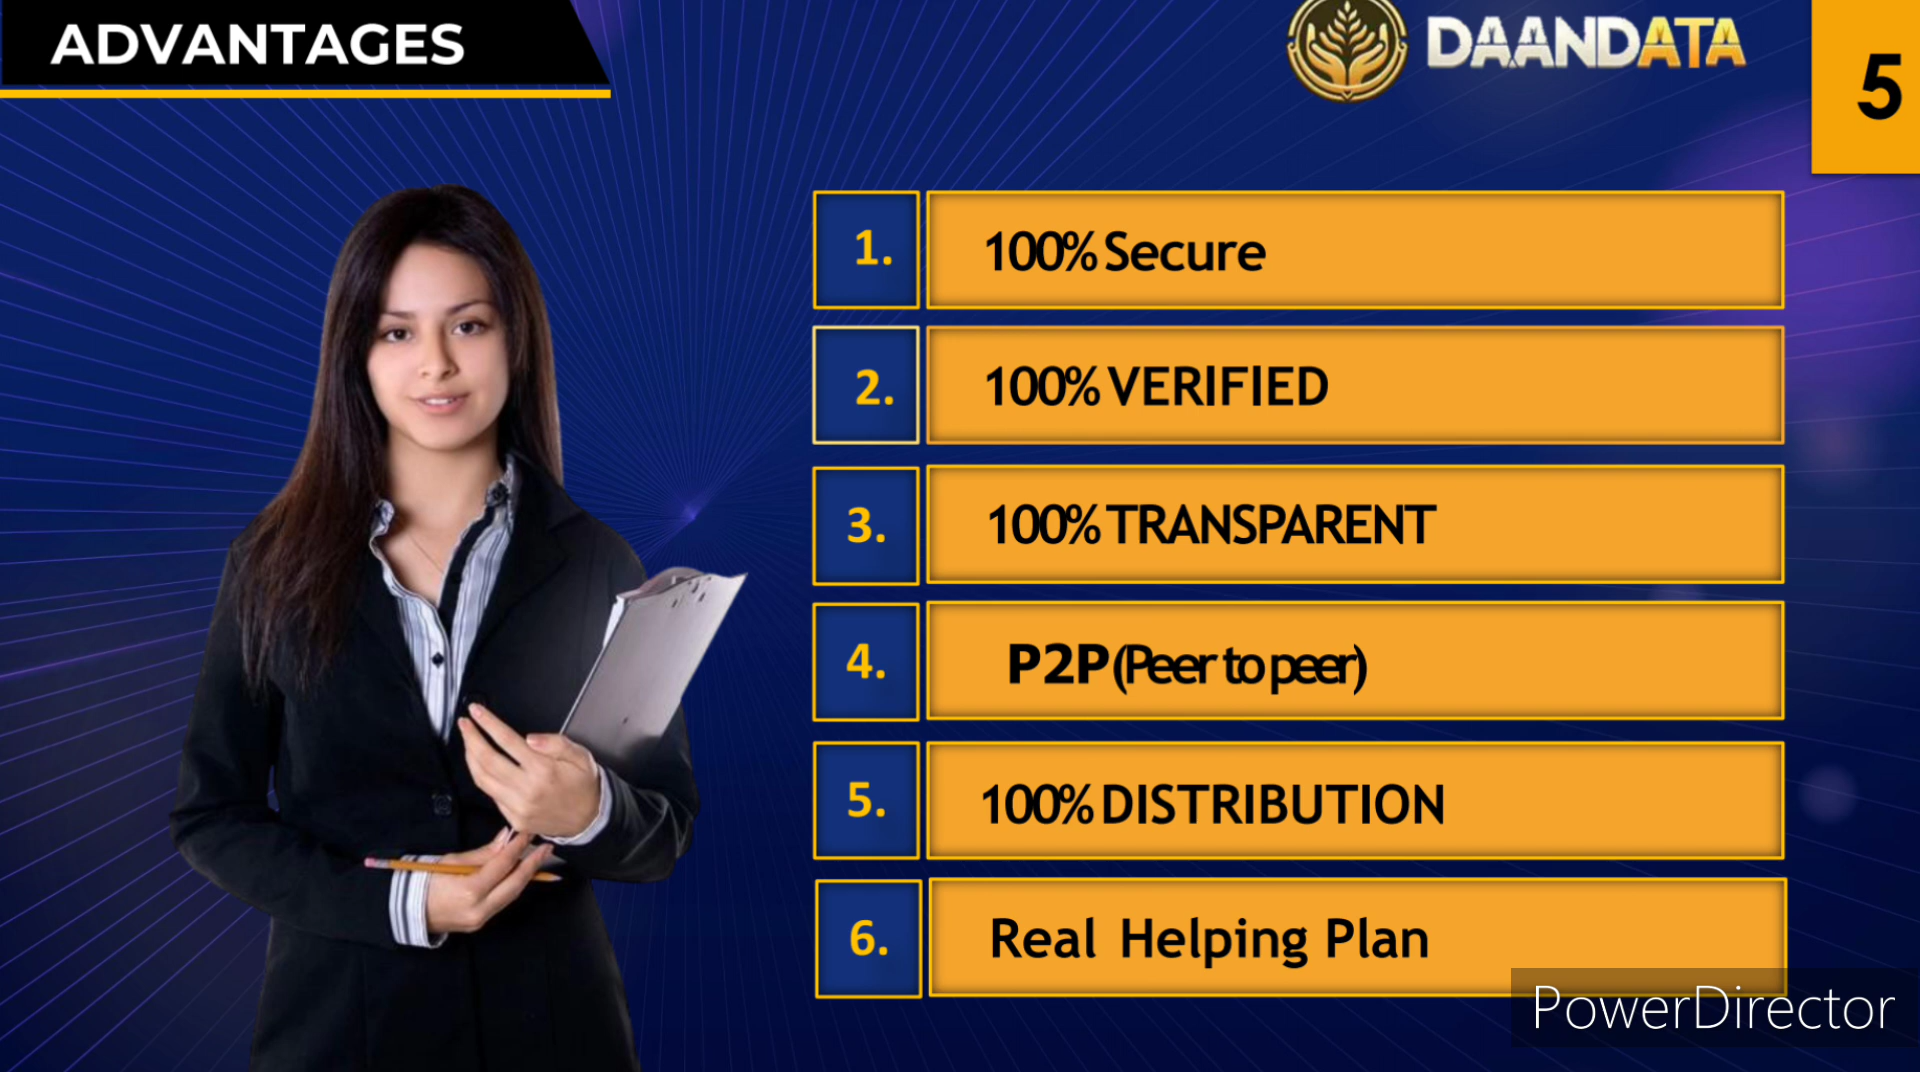 ADVANTAGES
DAANDATA
5
1. 100% Secure
2. 100% VERIFIED
3. 100% TRANSPARENT
4. P2P (Peer to peer)
5. 100% DISTRIBUTION
6. Real Helping Plan
PowerDirector